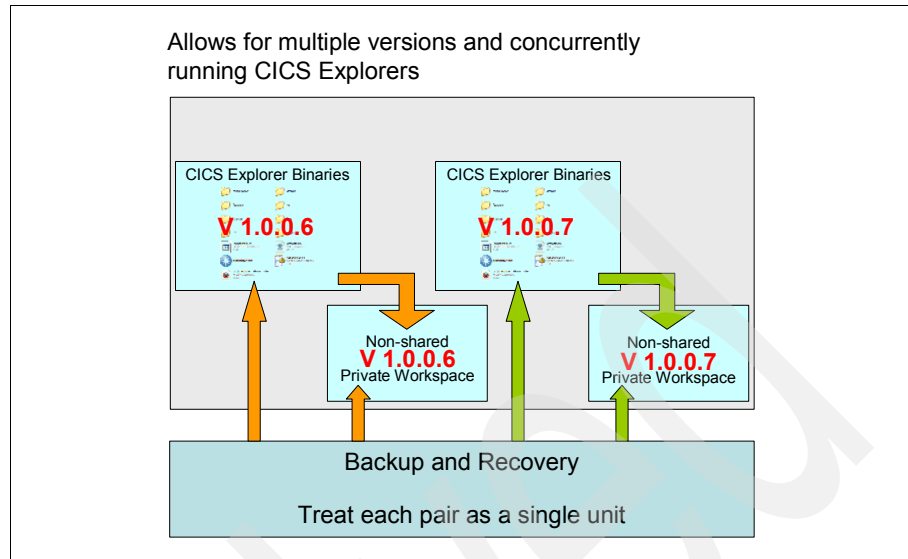 Allows for multiple versions and concurrently
running CICS Explorers
CICS Explorer Binaries
V 1.0.0.6
CICS Explorer Binaries
V 1.0.0.7
Non-shared
V 1.0.0.6
Private Workspace
Non-shared
V 1.0.0.7
Private Workspace
Backup and Recovery
Treat each pair as a single unit